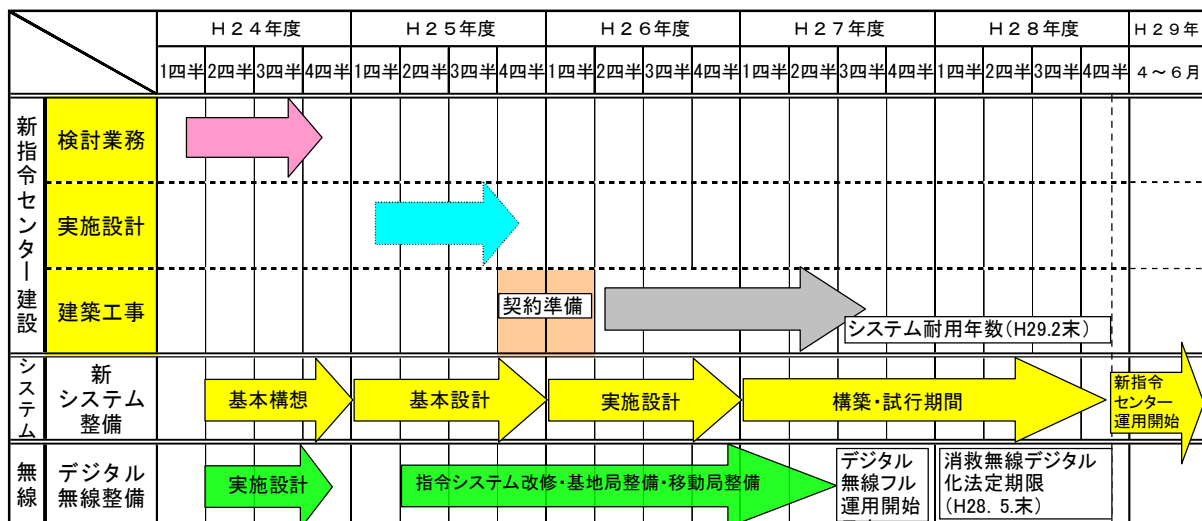 H24年度 H25年度 H26年度 H27年度 H28年度 H29年
1四半 2四半 3四半 4四半 1四半 2四半 3四半 4四半 1四半 2四半 3四半 4四半 1四半 2四半 3四半 4四半 1四半 2四半 3四半 4四半 4～6月
新指令センター建設
検討業務
実施設計
建築工事
契約準備
システム耐用年数(H29.2末)
システム
新
システム
整備
基本構想
基本設計
実施設計
構築・試行期間
新指令
センター
運用開始
無線
デジタル
無線整備
実施設計
指令システム改修・基地局整備・移動局整備
デジタル
無線フル
運用開始
消救無線デジタル
化法定期限
(H28. 5.末)